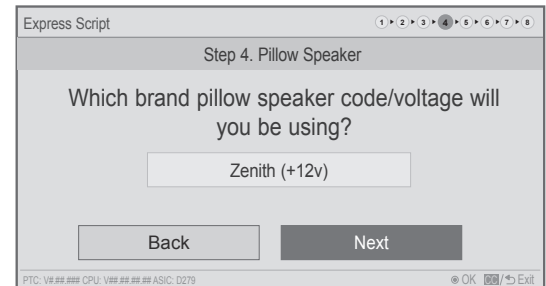 Express Script
1 2 3 4 5 6 7 8
Step 4. Pillow Speaker
Which brand pillow speaker code/voltage will
you be using?
Zenith (+12v)
Back Next
PTC: V#.##.### CPU: V##.##.##.## ASIC: D279 OK CC/ Exit